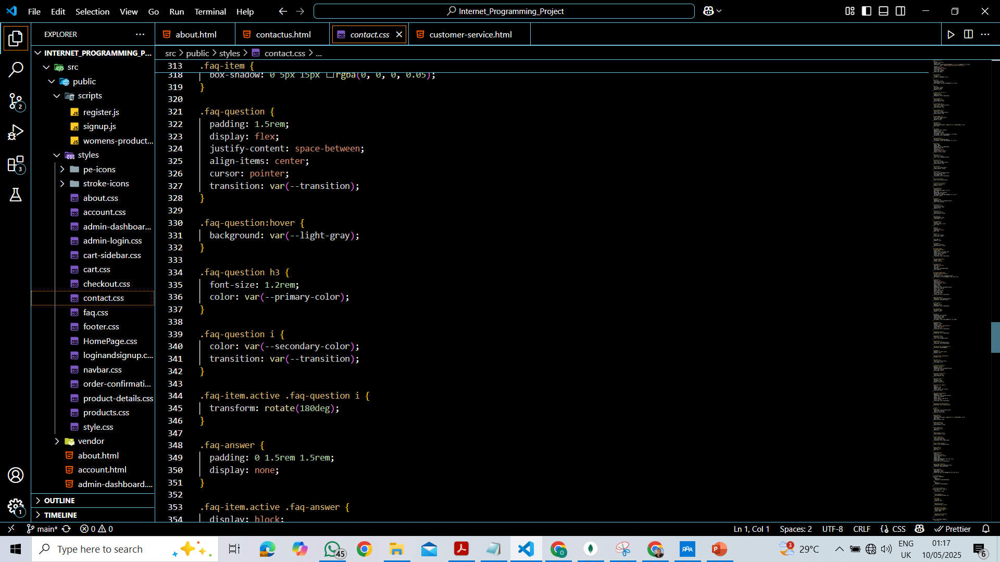 File Edit Selection View Go Run Terminal Help
Internet_Programming_Project
EXPLORER
INTERNET_PROGRAMMING_P...
src
public
scripts
register.js
signup.js
womens-product...
styles
pe-icons
stroke-icons
about.css
account.css
admin-dashboar...
admin-login.css
cart-sidebar.css
cart.css
checkout.css
contact.css
faq.css
footer.css
HomePage.css
loginandsignup.c...
navbar.css
order-confirmati...
product-details.css
products.css
style.css
vendor
about.html
account.html
admin-dashboard....
OUTLINE
TIMELINE
2
3
1
about.html contactus.html contact.css customer-service.html
src > public > styles > contact.css > ...
313 .faq-item {
318 box-shadow: 0 5px 15px rgba(0, 0, 0, 0.05);
319 }
320
321 .faq-question {
322 padding: 1.5rem;
323 display: flex;
324 justify-content: space-between;
325 align-items: center;
326 cursor: pointer;
327 transition: var(--transition);
328 }
329
330 .faq-question:hover {
331 background: var(--light-gray);
332 }
333
334 .faq-question h3 {
335 font-size: 1.2rem;
336 color: var(--primary-color);
337 }
338
339 .faq-question i {
340 color: var(--secondary-color);
341 transition: var(--transition);
342 }
343
344 .faq-item.active .faq-question i {
345 transform: rotate(180deg);
346 }
347
348 .faq-answer {
349 padding: 0 1.5rem 1.5rem;
350 display: none;
351 }
352
353 .faq-item.active .faq-answer {
354 display: block;
main* 0 0 Ln 1, Col 1 Spaces: 2 UTF-8 CRLF {} CSS Prettier
Type here to search
45
3 29°C
ENG
UK
01:17
10/05/2025
6